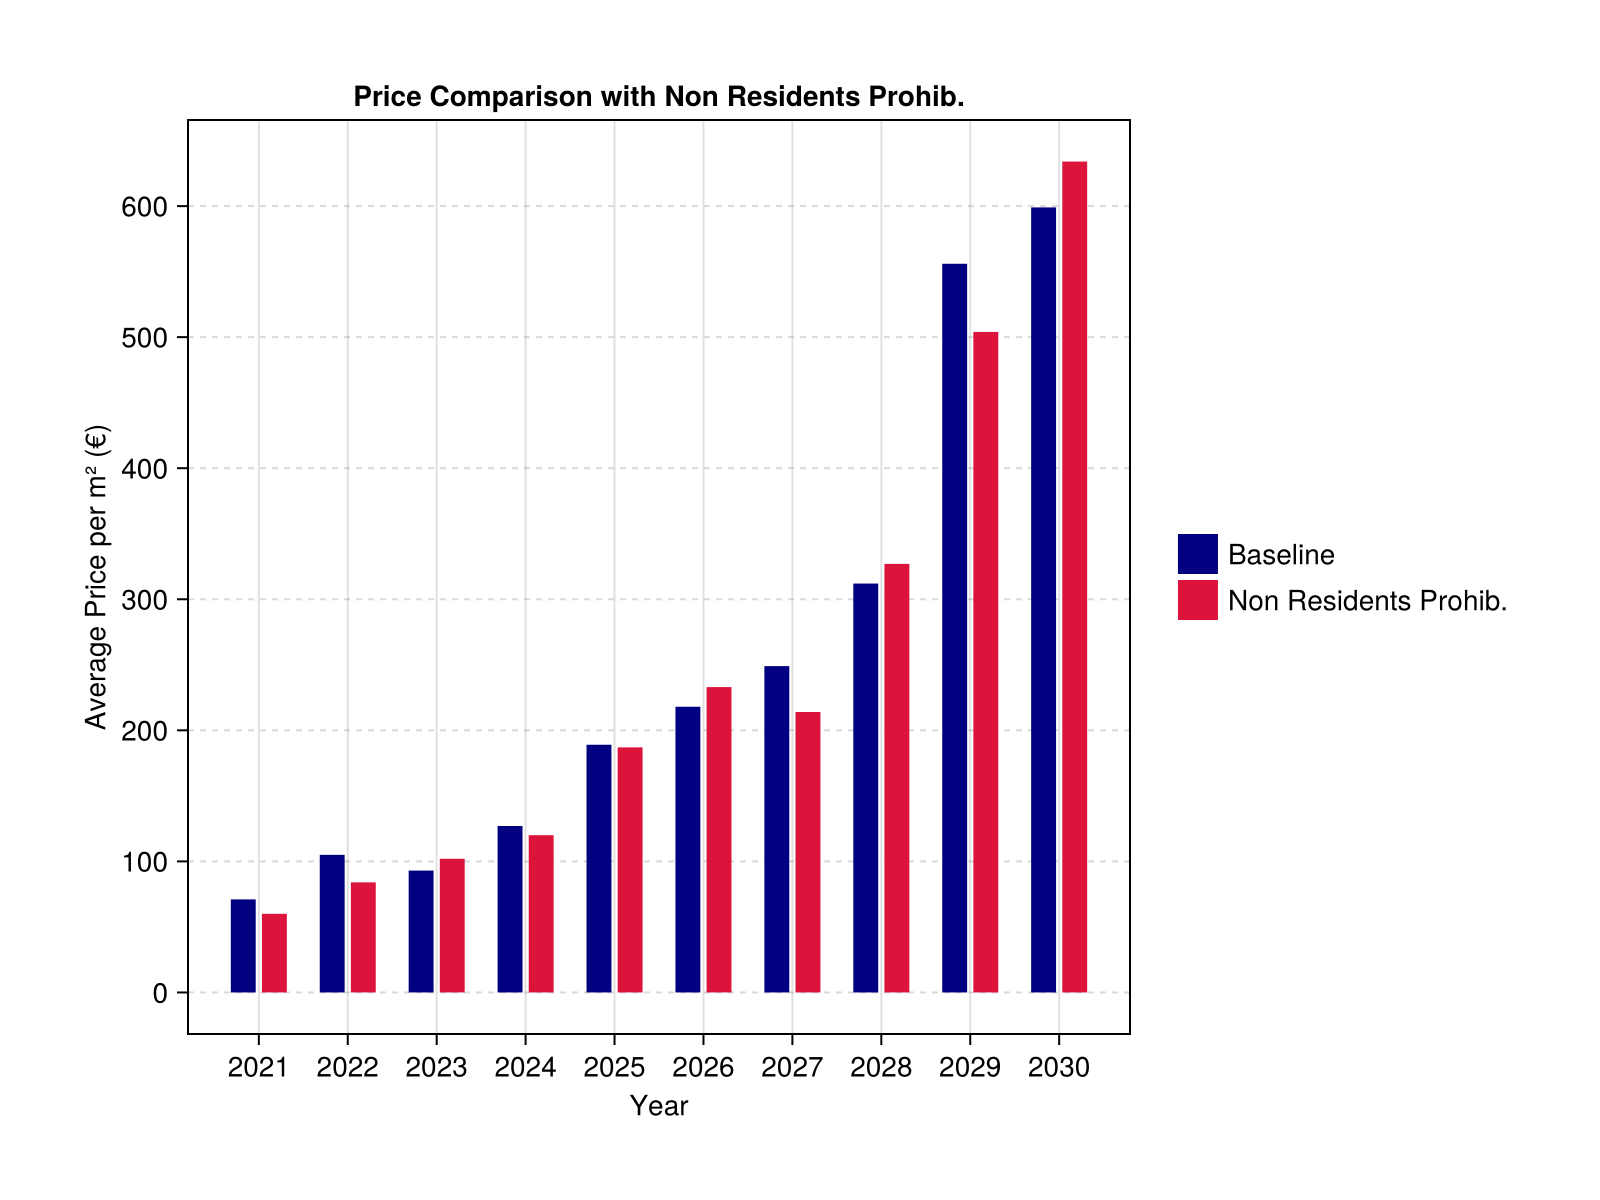 Price Comparison with Non Residents Prohib.
Average Price per m² (€)
600
500
400
300
200
100
0
2021 2022 2023 2024 2025 2026 2027 2028 2029 2030
Year
Baseline
Non Residents Prohib.